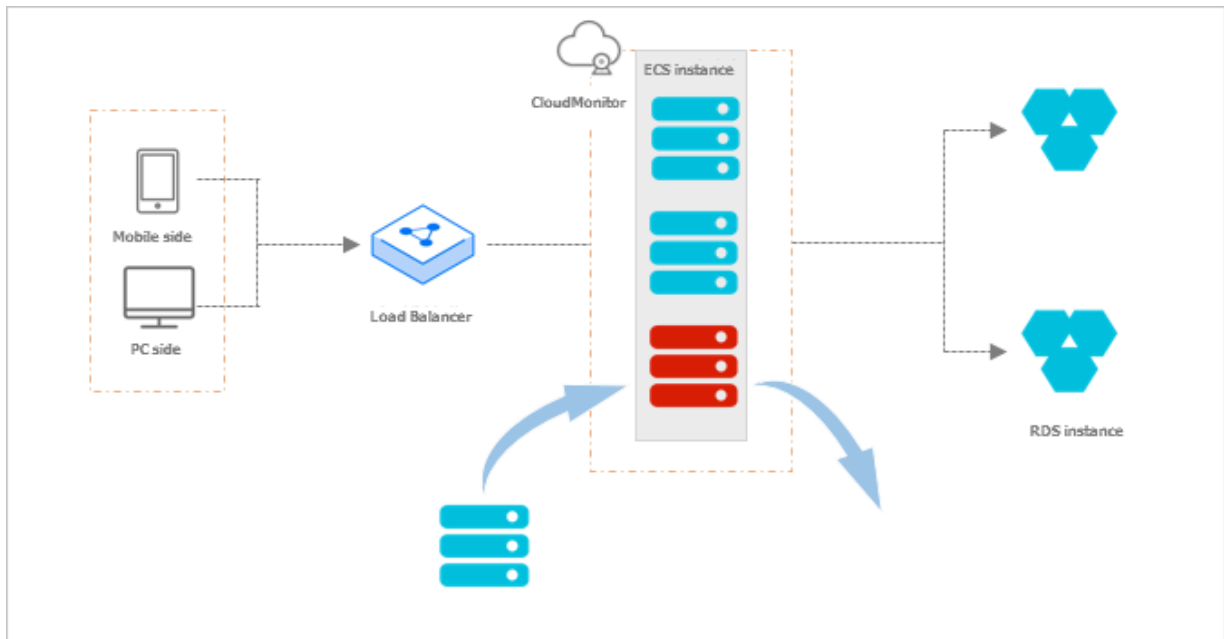 ECS instance
CloudMonitor
Mobile side
Load Balancer
PC side
RDS instance